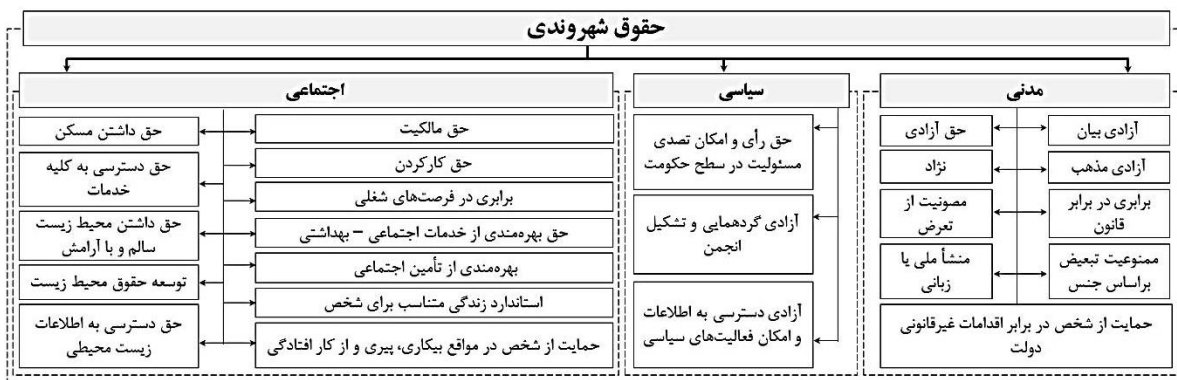 حقوق شهروندی
مدنی
آزادی بیان
حق آزادی
آزادی مذهب
نژاد
برابری در برابر
قانون
مصونیت از
تعرض
ممنوعیت تبعیض
براساس جنس
منشأ ملی یا
زبانی
حمایت از شخص در برابر اقدامات غیرقانونی
دولت
سیاسی
حق رأی و امکان تصدی
مسئولیت در سطح حکومت
آزادی گردهمایی و تشکیل
انجمن
آزادی دسترسی به اطلاعات
و امکان فعالیت‌های سیاسی
اجتماعی
حق مالکیت
حق کارکردن
برابری در فرصت‌های شغلی
حق بهره‌مندی از خدمات اجتماعی – بهداشتی
بهره‌مندی از تأمین اجتماعی
استاندارد زندگی متناسب برای شخص
حمایت از شخص در مواقع بیکاری، پیری و از کار افتادگی
حق داشتن مسکن
حق دسترسی به کلیه
خدمات
حق داشتن محیط زیست
سالم و با آرامش
توسعه حقوق محیط زیست
حق دسترسی به اطلاعات
زیست محیطی